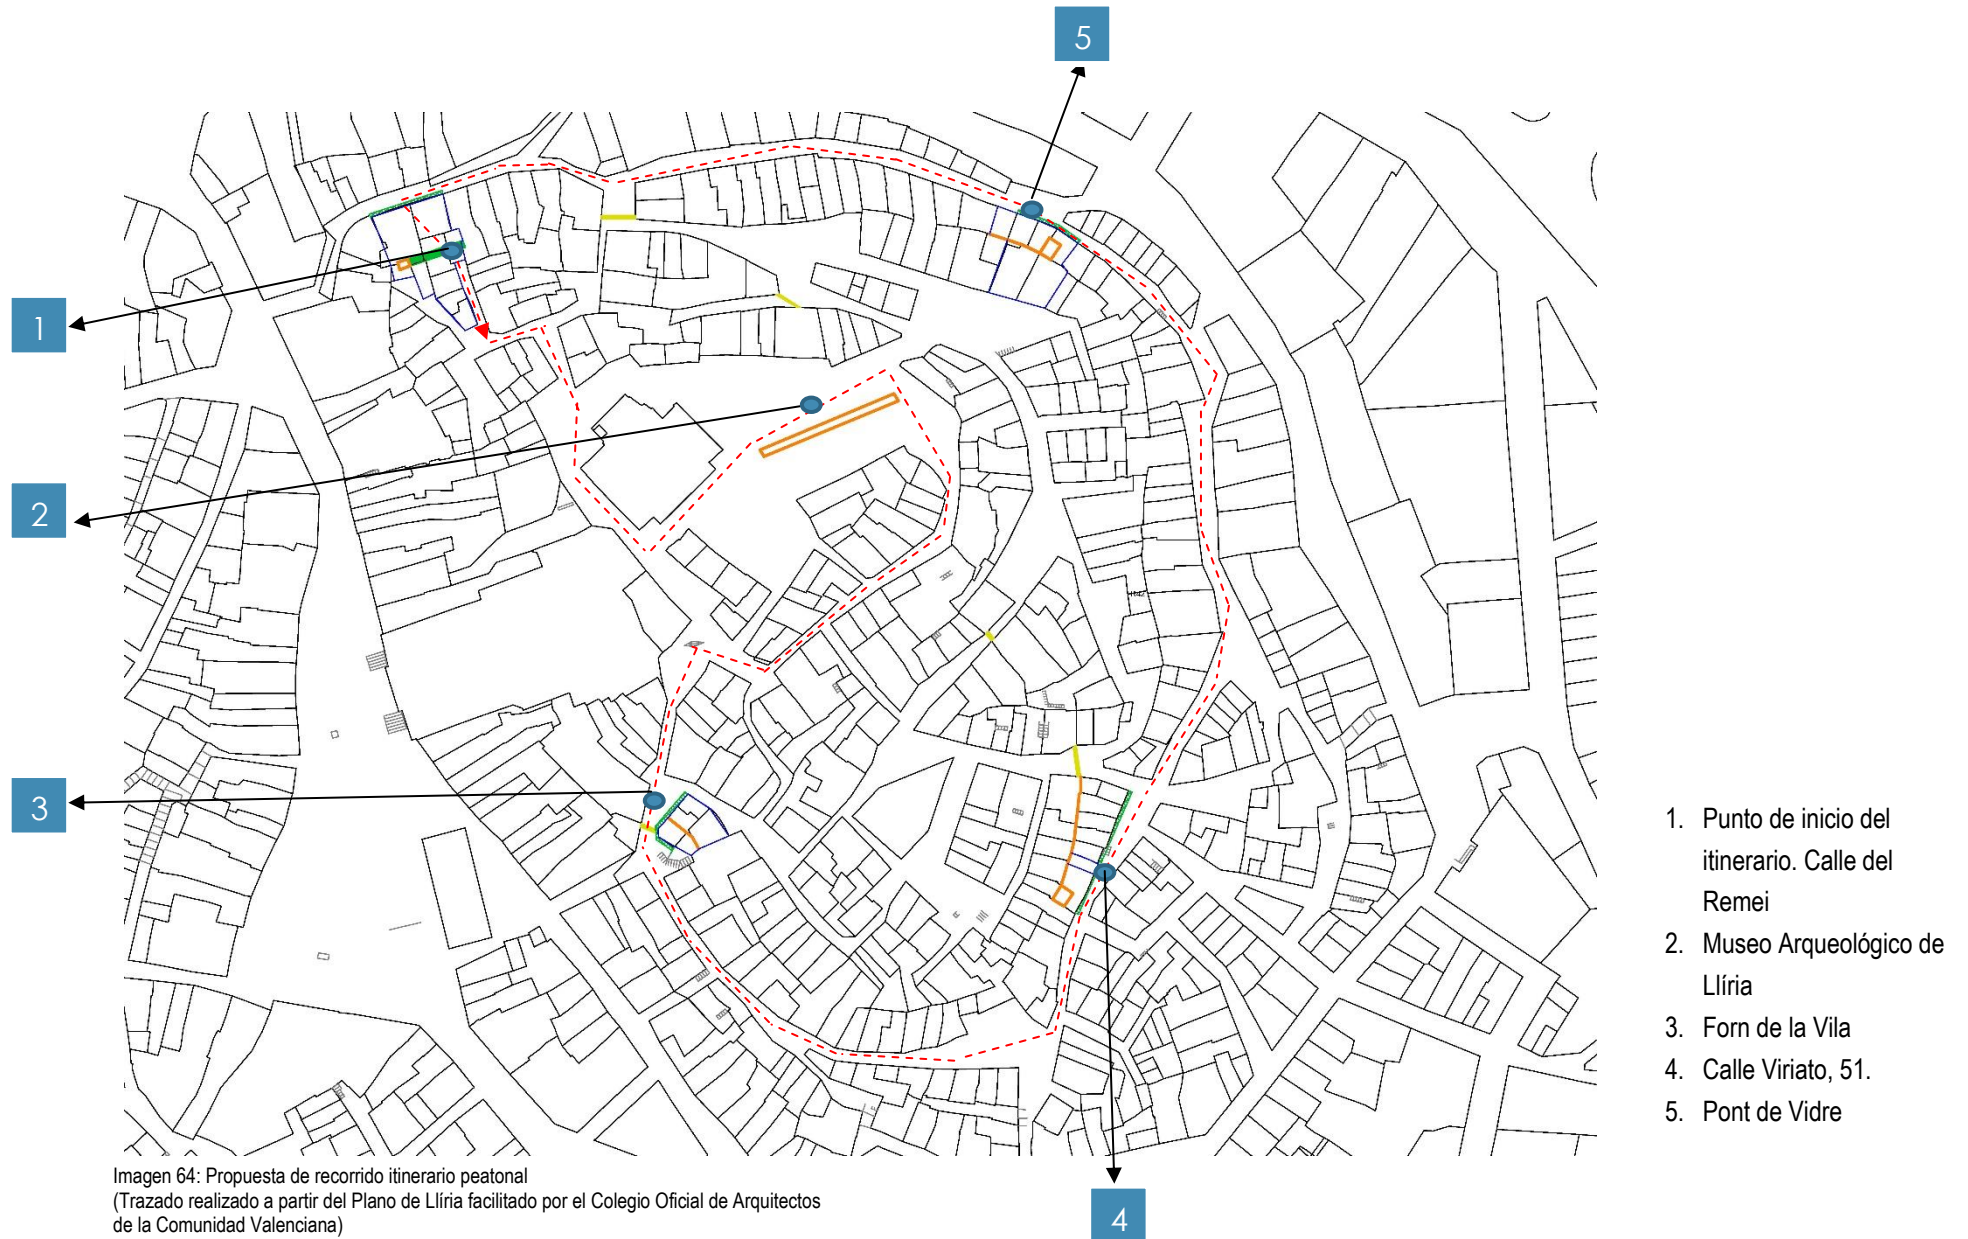 5
1
2
3
4
1. Punto de inicio del
itinerario. Calle del
Remei
2. Museo Arqueológico de
Llíria
3. Forn de la Vila
4. Calle Viriato, 51.
5. Pont de Vidre
Imagen 64: Propuesta de recorrido itinerario peatonal
(Trazado realizado a partir del Plano de Llíria facilitado por el Colegio Oficial de Arquitectos
de la Comunidad Valenciana)